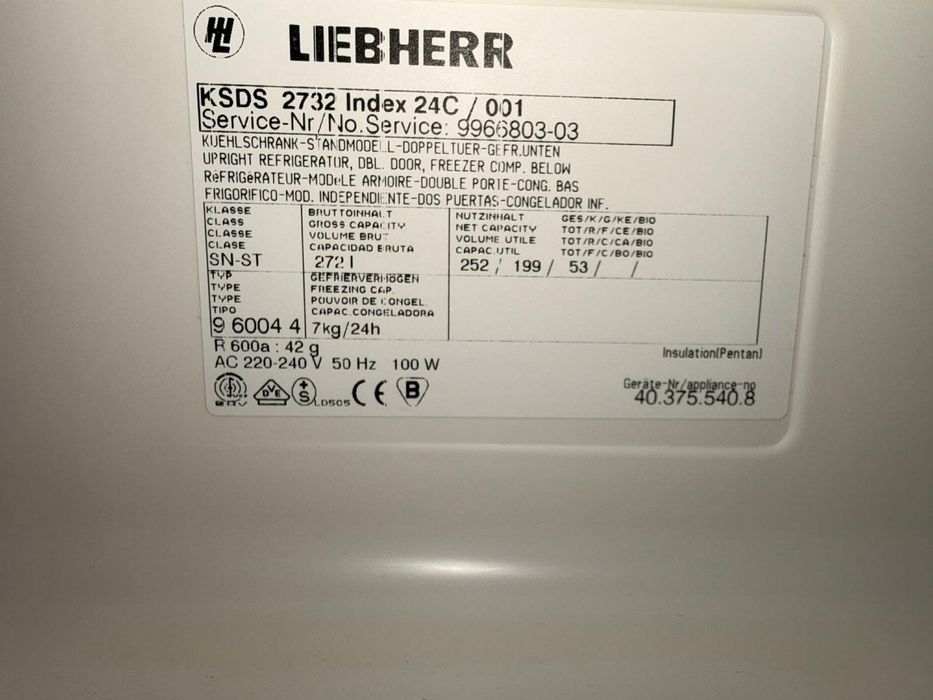 HL LIEBHERR
KSDS 2732 Index 24C / 001
Service-Nr/No.Service: 9966803-03
KUEHLSCHRANK-STANDMODELL-DOPPELTUER-GEFR.UNTEN
UPRIGHT REFRIGERATOR, DBL. DOOR, FREEZER COMP. BELOW
RéFRIGéRATEUR-MODèLE ARMOIRE-DOUBLE PORTE-CONG. BAS
FRIGORIFICO-MOD. INDEPENDIENTE-DOS PUERTAS-CONGELADOR INF.
KLASSE
CLASS
CLASSE
CLASE
SN-ST
BRUTTOINHALT
GROSS CAPACITY
VOLUME BRUT
CAPACIDAD BRUTA
272 l
NUTZINHALT GES/K/G/KE/BIO
NET CAPACITY TOT/R/F/CE/BIO
VOLUME UTILE TOT/R/C/CA/BIO
CAPAC.UTIL TOT/F/C/BO/BIO
252 / 199 / 53 / /
TYP
TYPE
TYPE
TIPO
9 6004 4
GEFRIERVERMOGEN
FREEZING CAP.
POUVOIR DE CONGEL.
CAPAC.CONGELADORA
7kg/24h
R 600a : 42 g
AC 220-240 V 50 Hz 100 W
Insulation(Pentan)
DVE +S LD505 CE B
Geräte-Nr/appliance-no
40.375.540.8